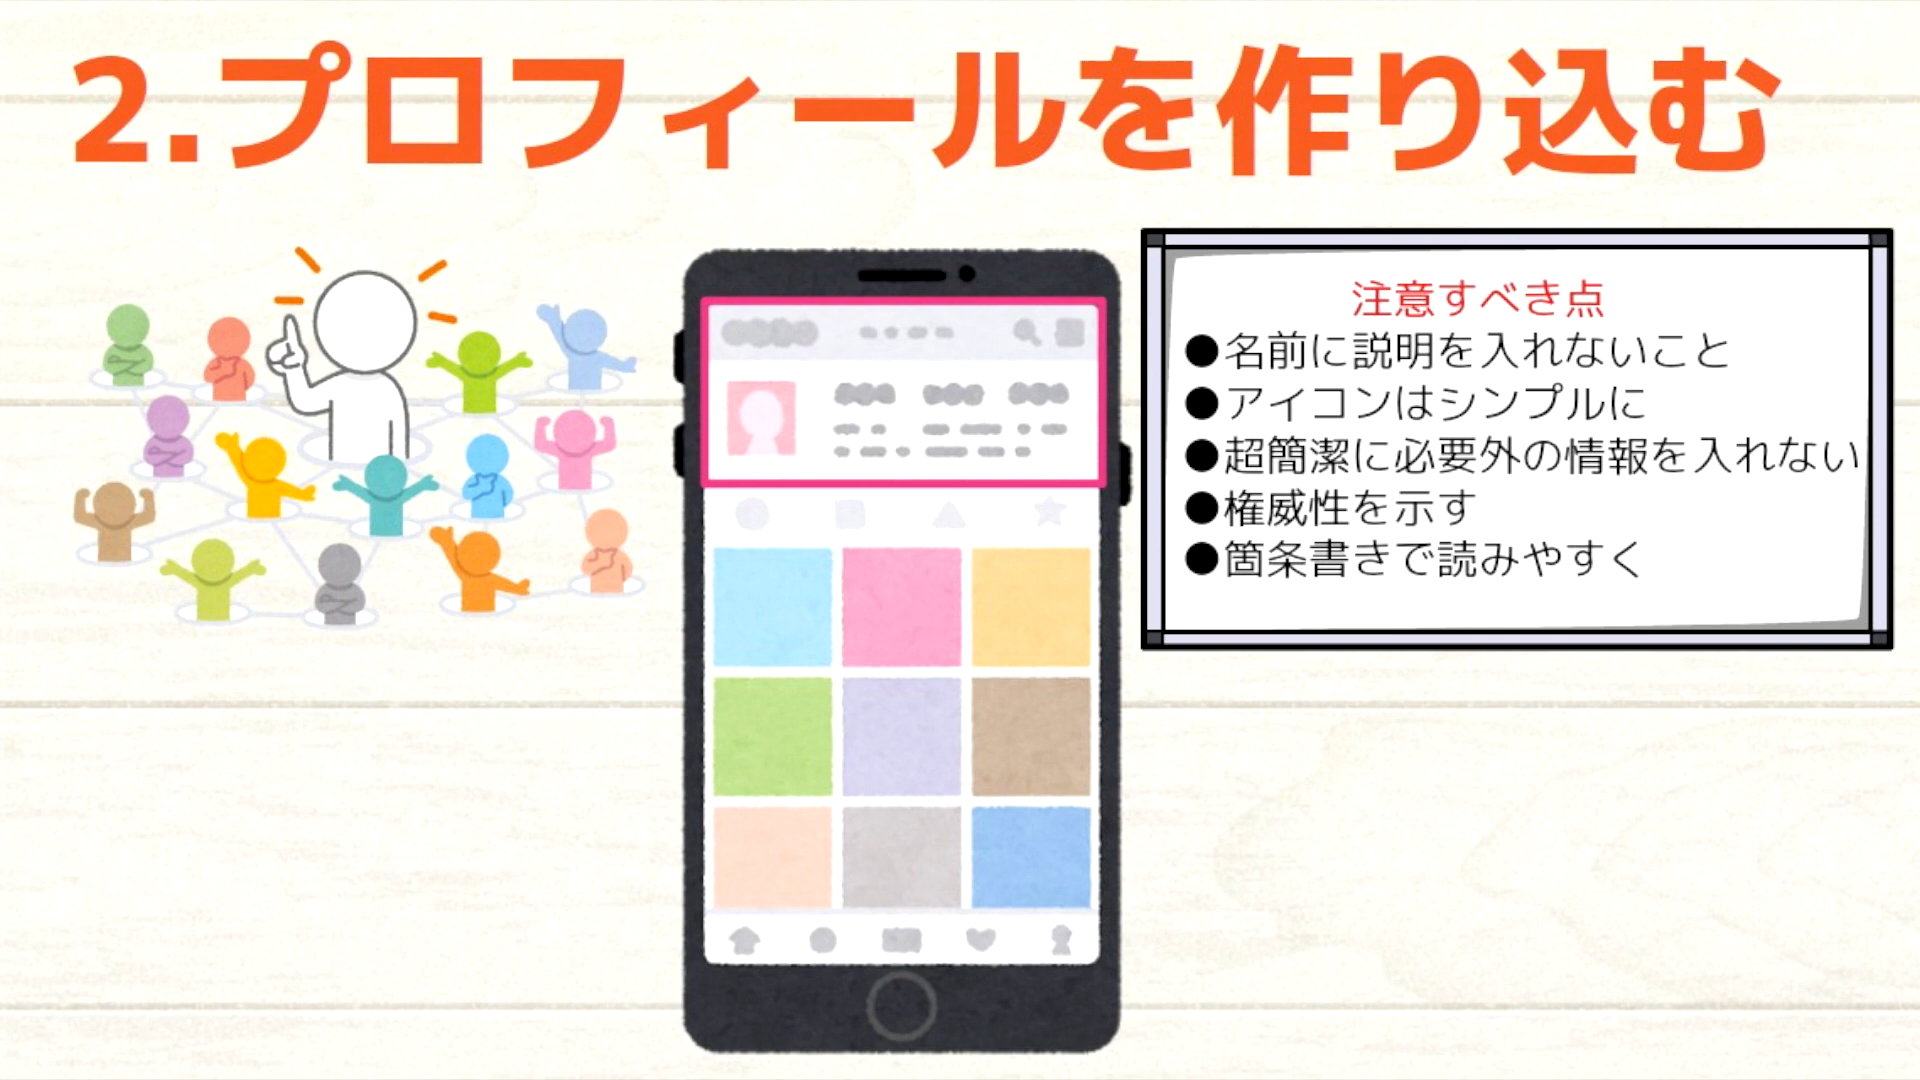 2.プロフィールを作り込む
注意すべき点
●名前に説明を入れないこと
●アイコンはシンプルに
●超簡潔に必要外の情報を入れない
●権威性を示す
●箇条書きで読みやすく